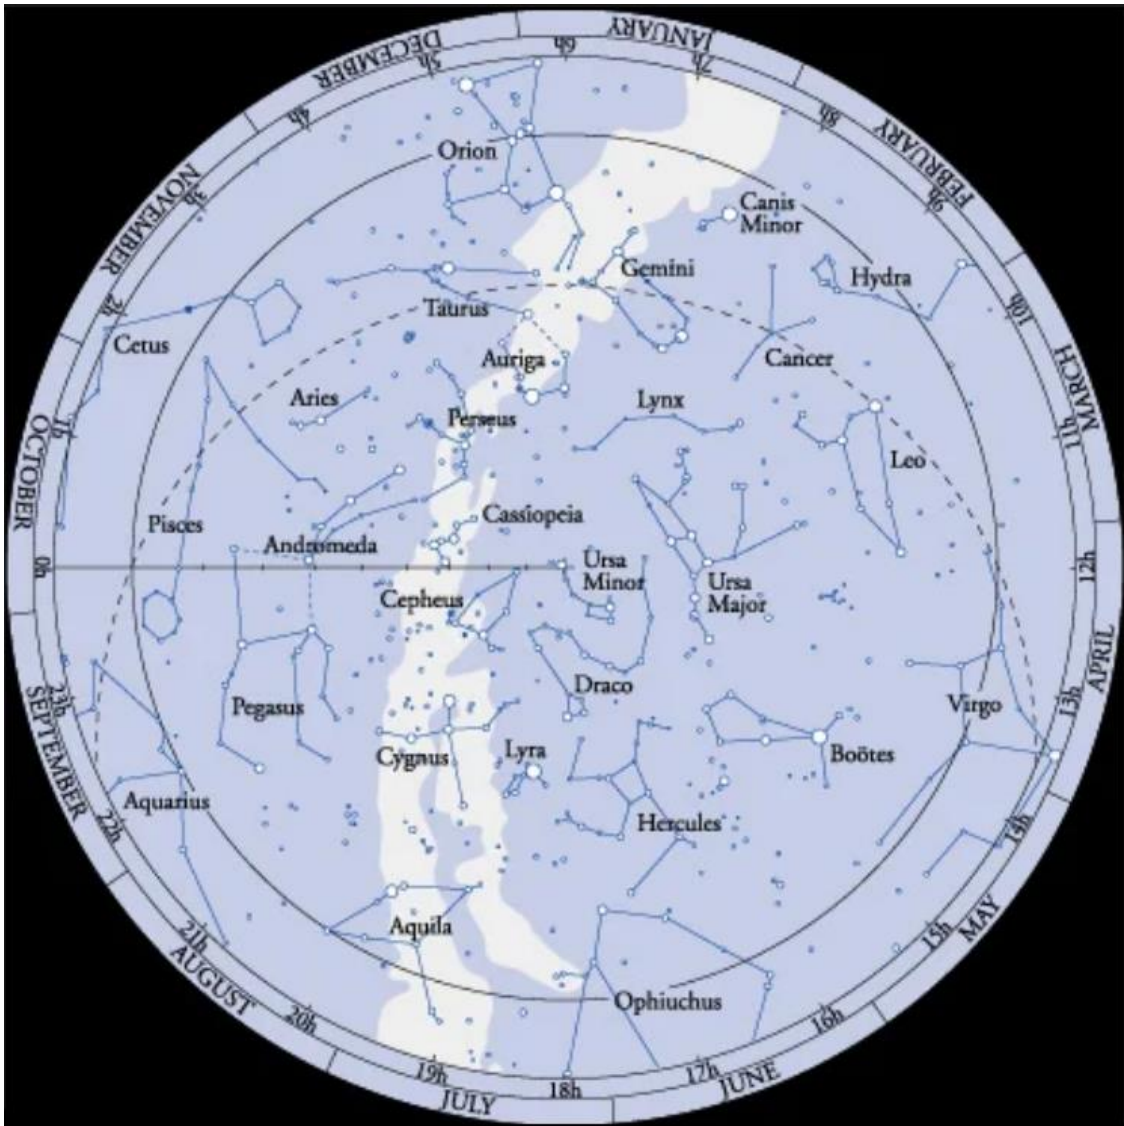 JANUARY
FEBRUARY
MARCH
APRIL
MAY
JUNE
JULY
AUGUST
SEPTEMBER
OCTOBER
NOVEMBER
DECEMBER
0h
1h
2h
3h
4h
5h
6h
7h
8h
9h
10h
11h
12h
13h
14h
15h
16h
17h
18h
19h
20h
21h
22h
23h
Orion
Canis
Minor
Gemini
Hydra
Taurus
Cetus
Auriga
Cancer
Aries
Lynx
Perseus
Leo
Pisces
Cassiopeia
Andromeda
Ursa
Minor
Cepheus
Ursa
Major
Draco
Pegasus
Virgo
Cygnus
Lyra
Boötes
Aquarius
Hercules
Aquila
Ophiuchus